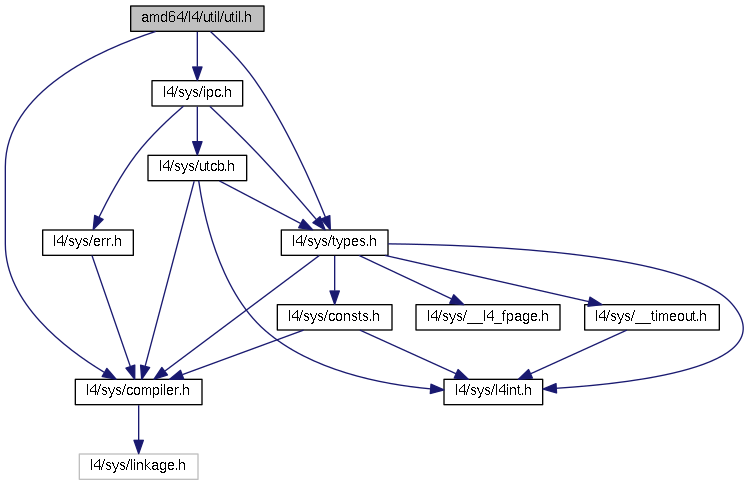 amd64/l4/util/util.h
l4/sys/ipc.h
l4/sys/utcb.h
l4/sys/err.h
l4/sys/types.h
l4/sys/consts.h
l4/sys/__l4_fpage.h
l4/sys/__timeout.h
l4/sys/compiler.h
l4/sys/l4int.h
l4/sys/linkage.h